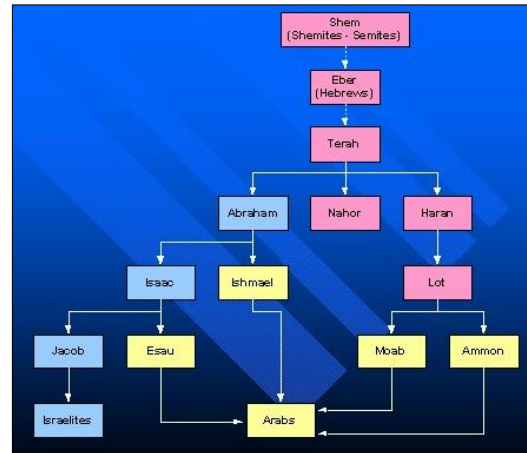 Shem
(Shemites - Semites)
Eber
(Hebrews)
Terah
Abraham
Nahor
Haran
Isaac
Ishmael
Lot
Jacob
Esau
Moab
Ammon
Israelites
Arabs